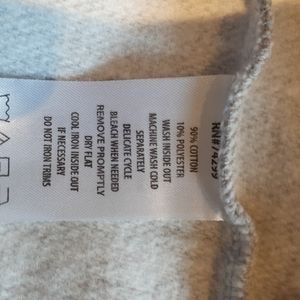 RN#74299
90% COTTON
10% POLYESTER
WASH INSIDE OUT
MACHINE WASH COLD
SEPARATELY
DELICATE CYCLE
BLEACH WHEN NEEDED
REMOVE PROMPTLY
DRY FLAT
COOL IRON INSIDE OUT
IF NECESSARY
DO NOT IRON TRIMS